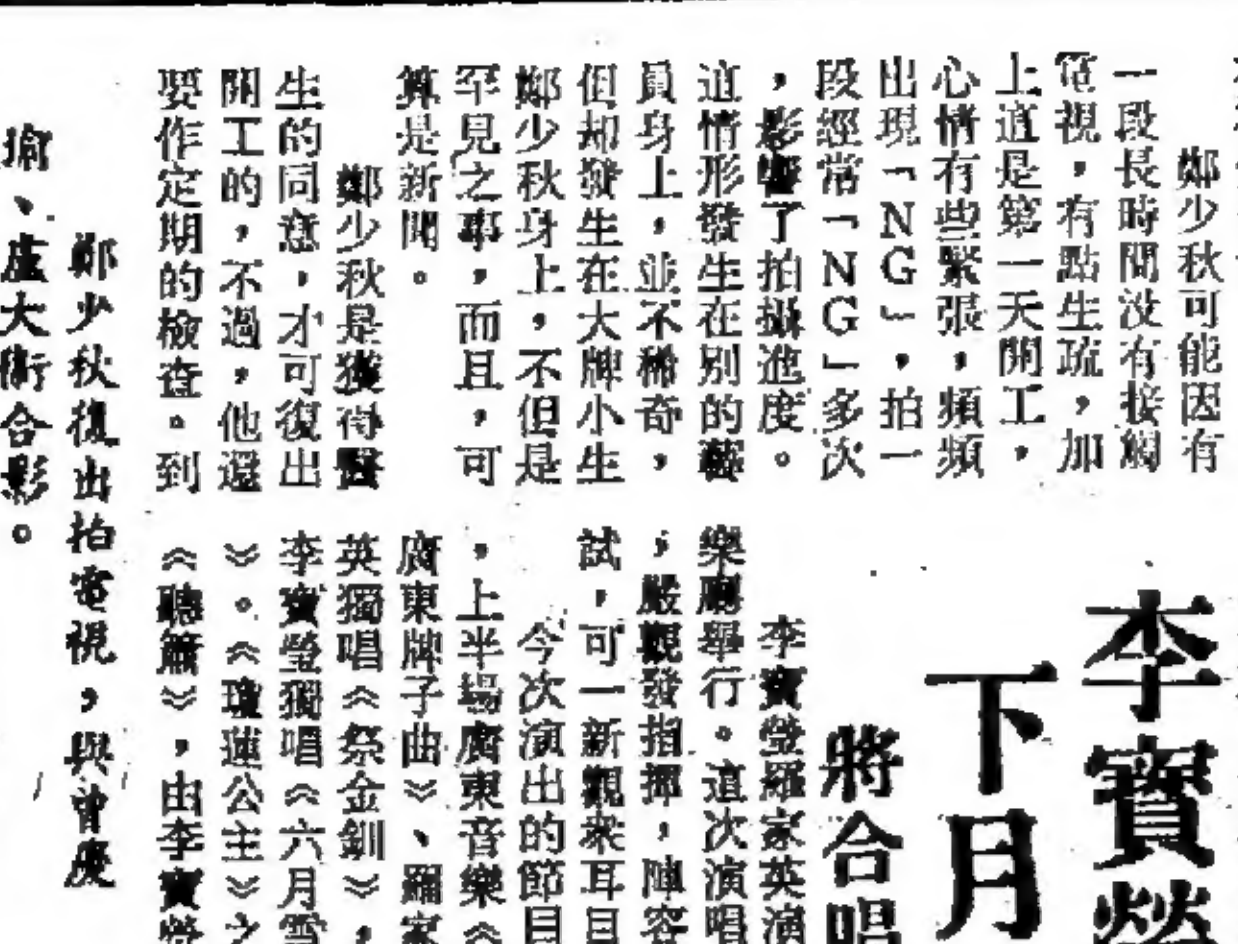 鄭少秋可能因有
一段長時間没有接觸
電視，有點生疏，加
上這是第一天開工，
心情有些緊張，頻頻
出現「NG」，拍一
段經常「NG」多次
，影響了拍攝進度。
這情形發生在別的藝
員身上，並不稀奇，
但却發生在大牌小生
鄭少秋身上，不但是
罕見之事，而且，可
算是新聞。
鄭少秋是獲得醫
生的同意，才可復出
開工的，不過，他還
要作定期的檢查。到
鄭少秋復出拍電視，與曾慶
瑜、盧大衛合影。
李寶瑩
下月
將合唱
李寶瑩羅家英演
樂廳舉行。這次演唱
，嚴觀發指揮，陣容
試，可一新觀衆耳目
今次演出的節目
，上半場廣東音樂《
廣東牌子曲》、羅家
英獨唱《祭金釧》，
李寶瑩獨唱《六月雪
》。《瓊蓮公主》之
《聽簫》，由李寶瑩